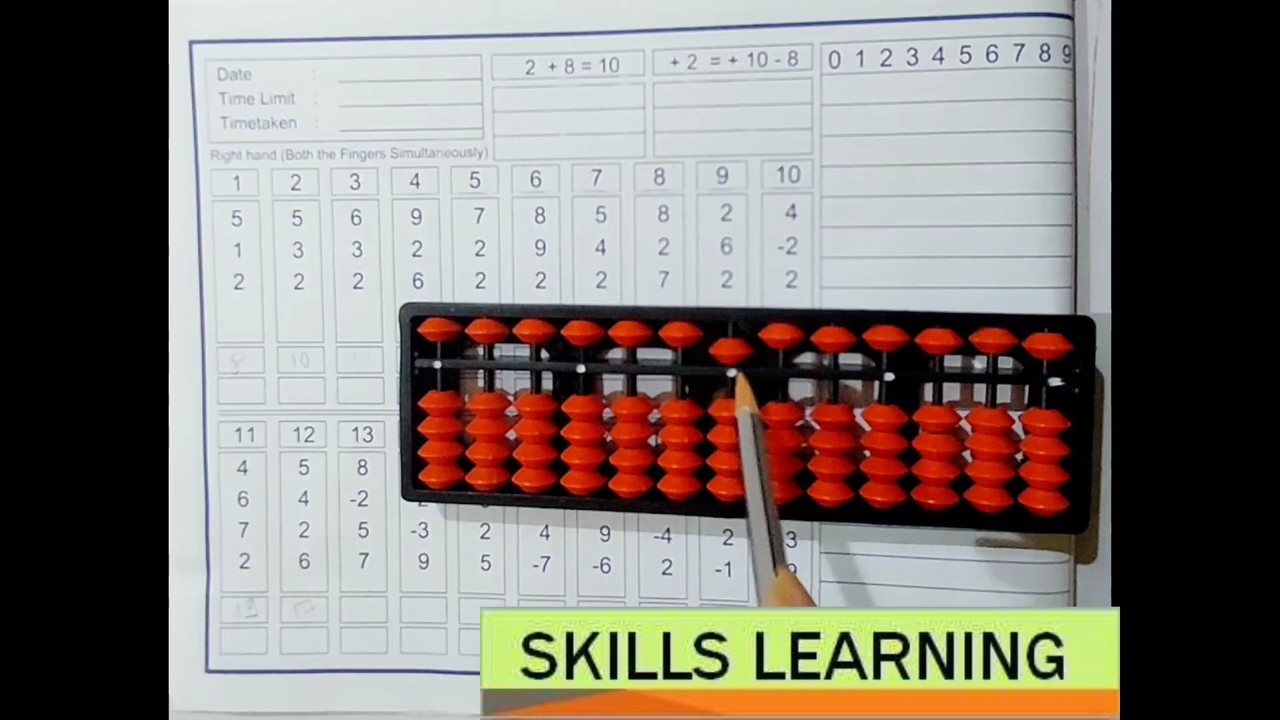 Date :
Time Limit :
Timetaken :
2 + 8 = 10
+ 2 = + 10 - 8
0 1 2 3 4 5 6 7 8 9
Right hand (Both the Fingers Simultaneously)
1 2 3 4 5 6 7 8 9 10
5 5 6 9 7 8 5 8 2 4
1 3 3 2 2 9 4 2 6 -2
2 2 2 6 2 2 2 7 2 2
10
11 12 13
4 5 8
6 4 -2
7 2 5 -3 2 4 9 -4 2 3
2 6 7 9 5 -7 -6 2 -1
SKILLS LEARNING